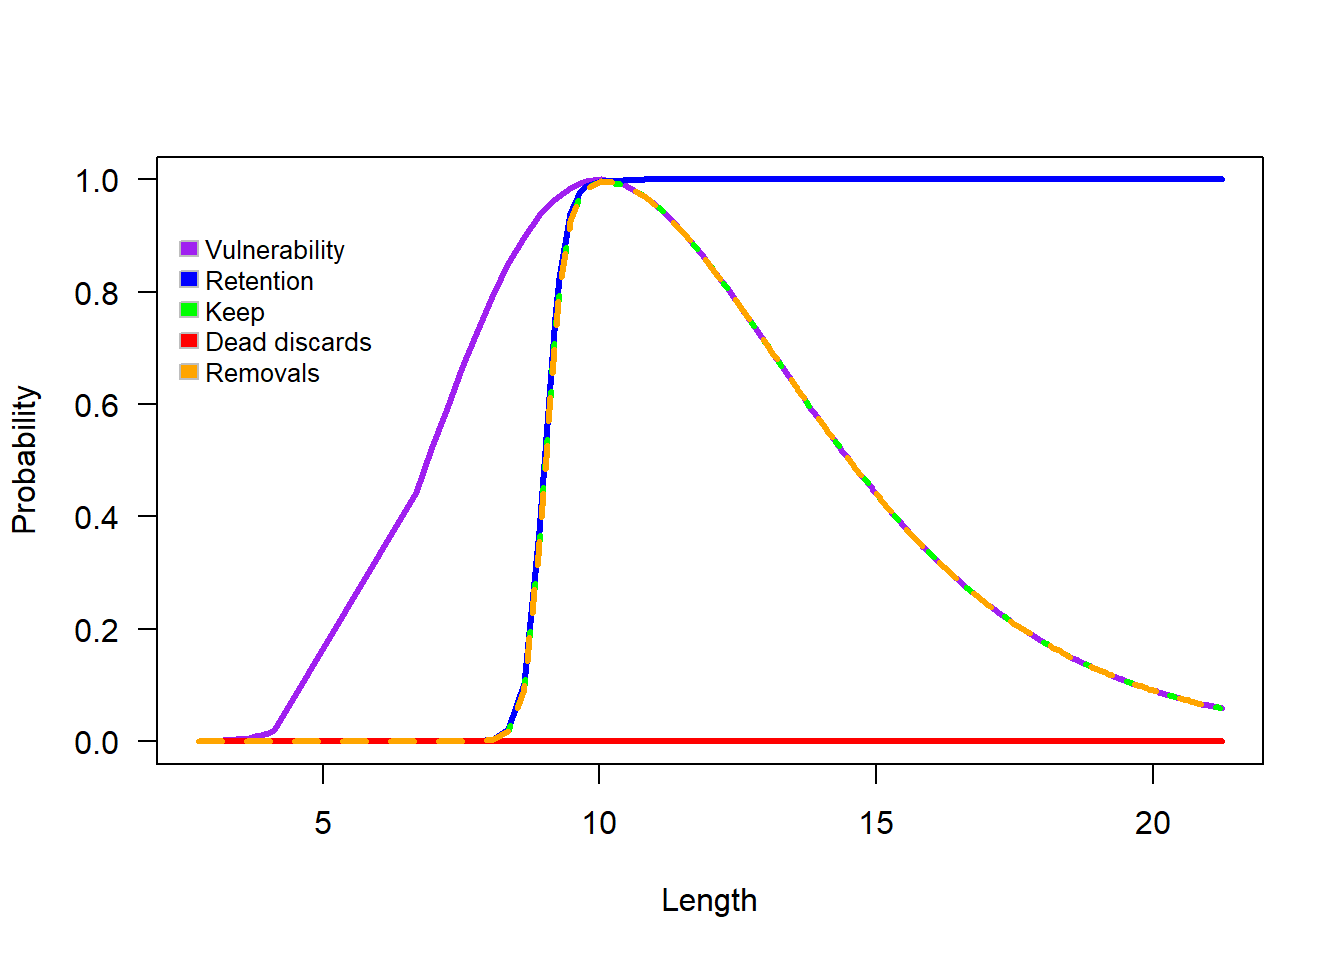 1.0
0.8
0.6
0.4
0.2
0.0
Probability
Vulnerability
Retention
Keep
Dead discards
Removals
5 10 15 20
Length